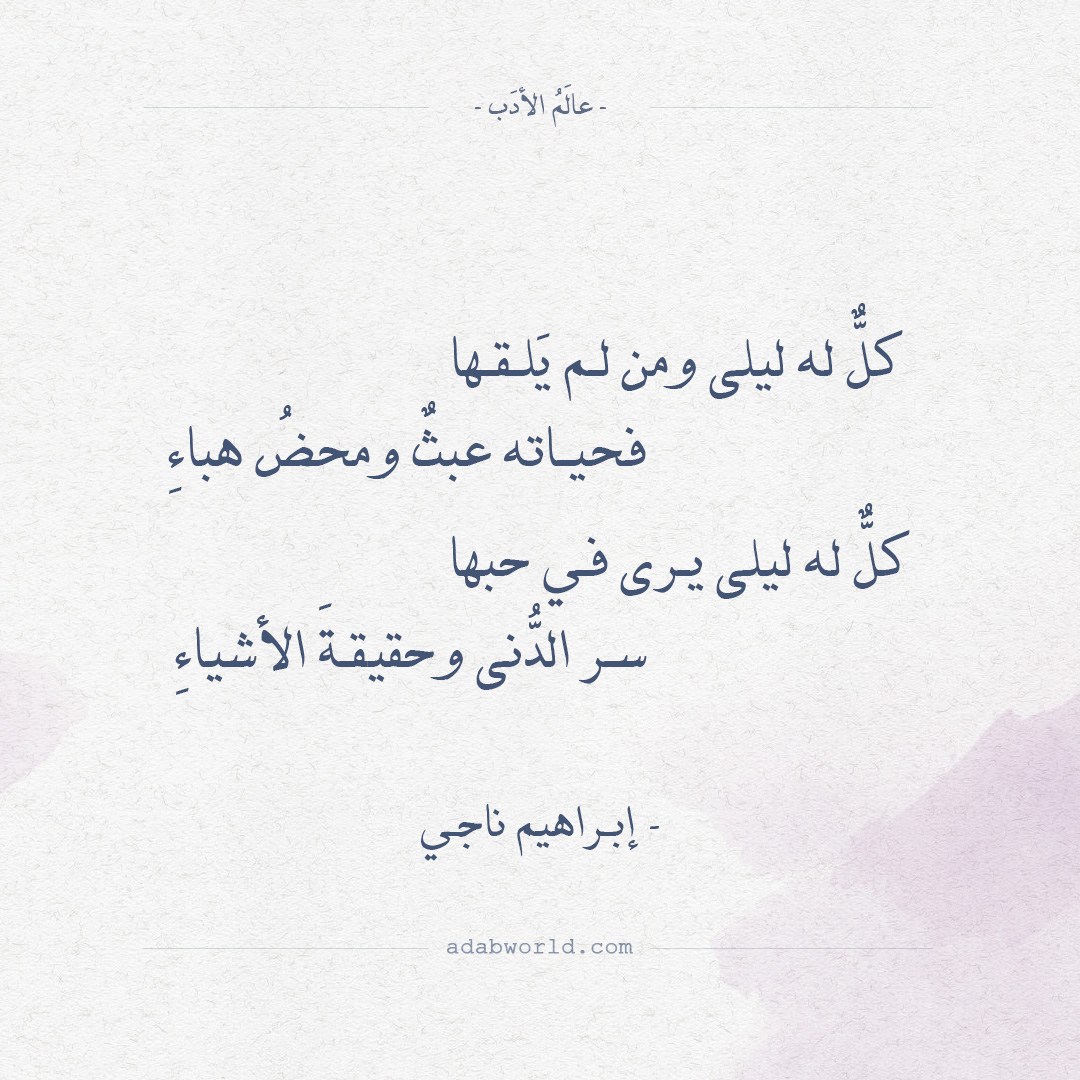 - عالَمُ الأدَب -
كلٌّ له ليلى ومن لم يَلقها
فحياته عبثٌ ومحضُ هباءِ
كلٌّ له ليلى يرى في حبها
سر الدُّنى وحقيقةَ الأشياءِ
- إبراهيم ناجي
adabworld.com